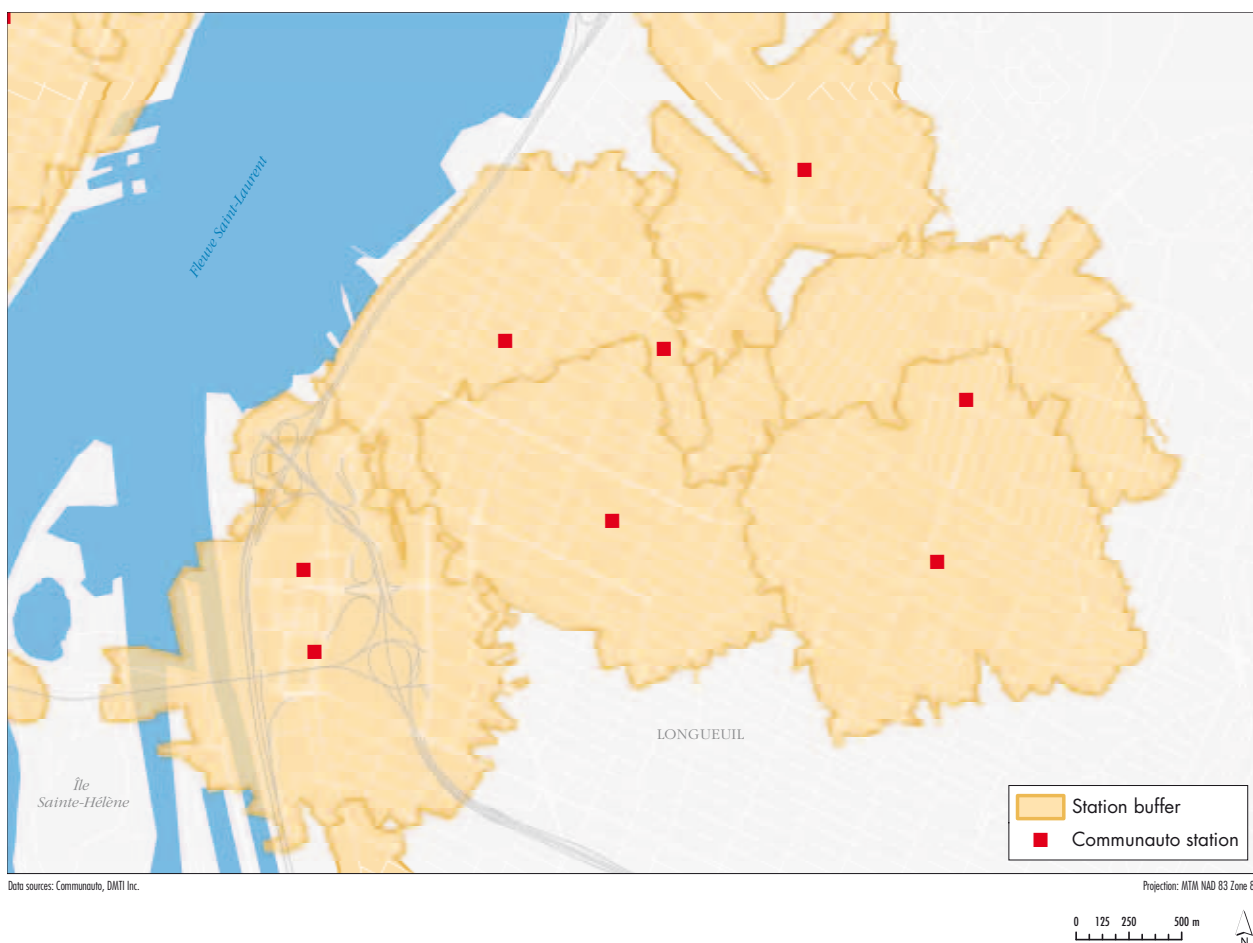 Fleuve Saint-Laurent
LONGUEUIL
Île
Sainte-Hélène
Station buffer
Communauto station
Data sources: Communauto, DMTI Inc.
Projection: MTM NAD 83 Zone 8
0 125 250 500 m
N